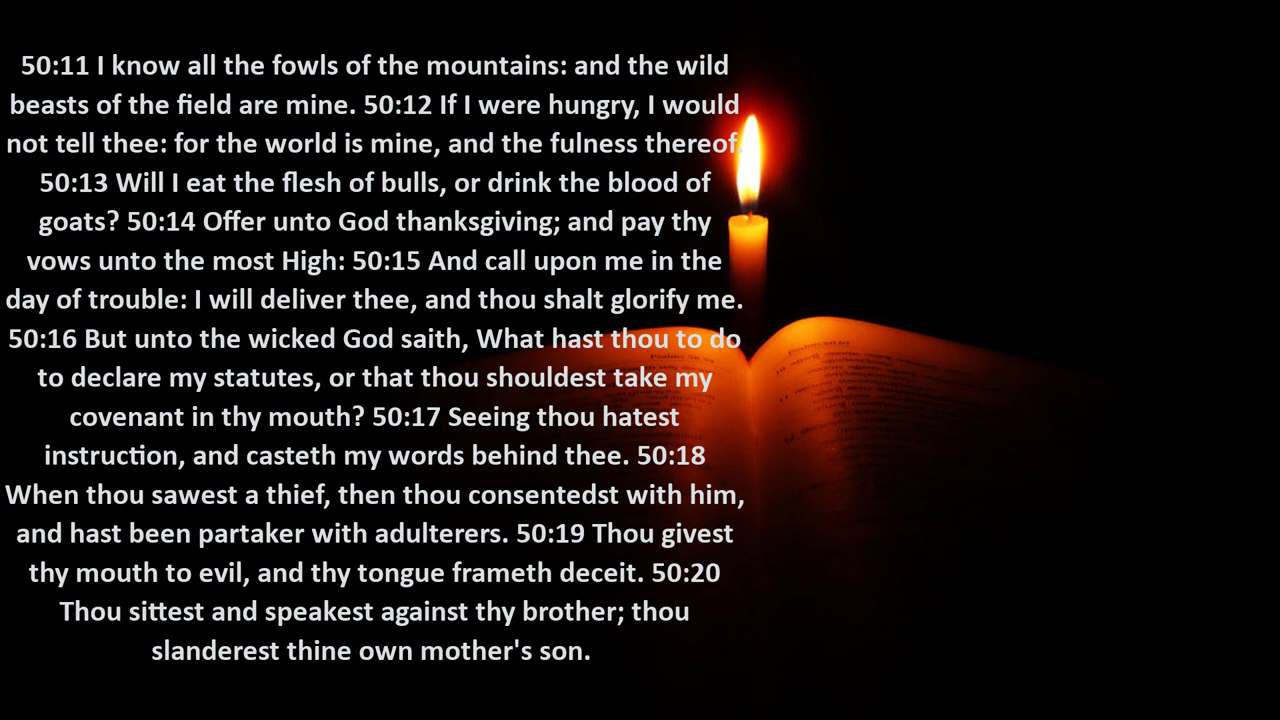 50:11 I know all the fowls of the mountains: and the wild
beasts of the field are mine. 50:12 If I were hungry, I would
not tell thee: for the world is mine, and the fulness thereof.
50:13 Will I eat the flesh of bulls, or drink the blood of
goats? 50:14 Offer unto God thanksgiving; and pay thy
vows unto the most High: 50:15 And call upon me in the
day of trouble: I will deliver thee, and thou shalt glorify me.
50:16 But unto the wicked God saith, What hast thou to do
to declare my statutes, or that thou shouldest take my
covenant in thy mouth? 50:17 Seeing thou hatest
instruction, and casteth my words behind thee. 50:18
When thou sawest a thief, then thou consentedst with him,
and hast been partaker with adulterers. 50:19 Thou givest
thy mouth to evil, and thy tongue frameth deceit. 50:20
Thou sittest and speakest against thy brother; thou
slanderest thine own mother's son.